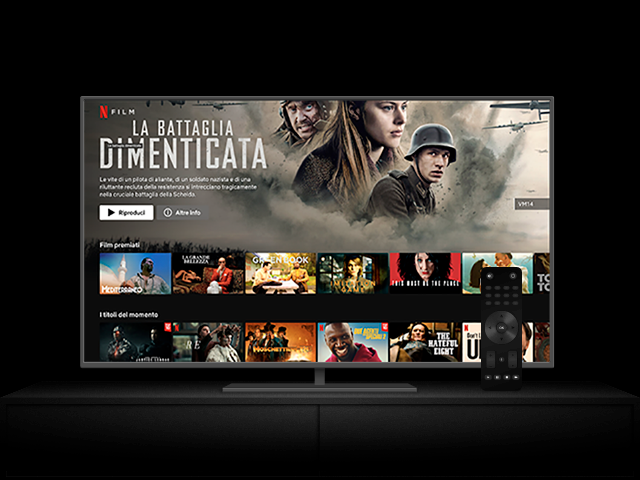 N FILM
LA BATTAGLIA
DIMENTICATA
Le vite di un pilota di aliante, di un soldato nazista e di una
riluttante recluta della resistenza si intrecciano tragicamente
nella cruciale battaglia della Schelda.
Riproduci
Altre info
VM14
Film premiati
MEDITERRANEO
LA GRANDE
BELLEZZA
GREEN BOOK
THIS MUST BE THE PLACE
I titoli del momento
MOSCHETTIERI
THE
HATEFUL
EIGHT